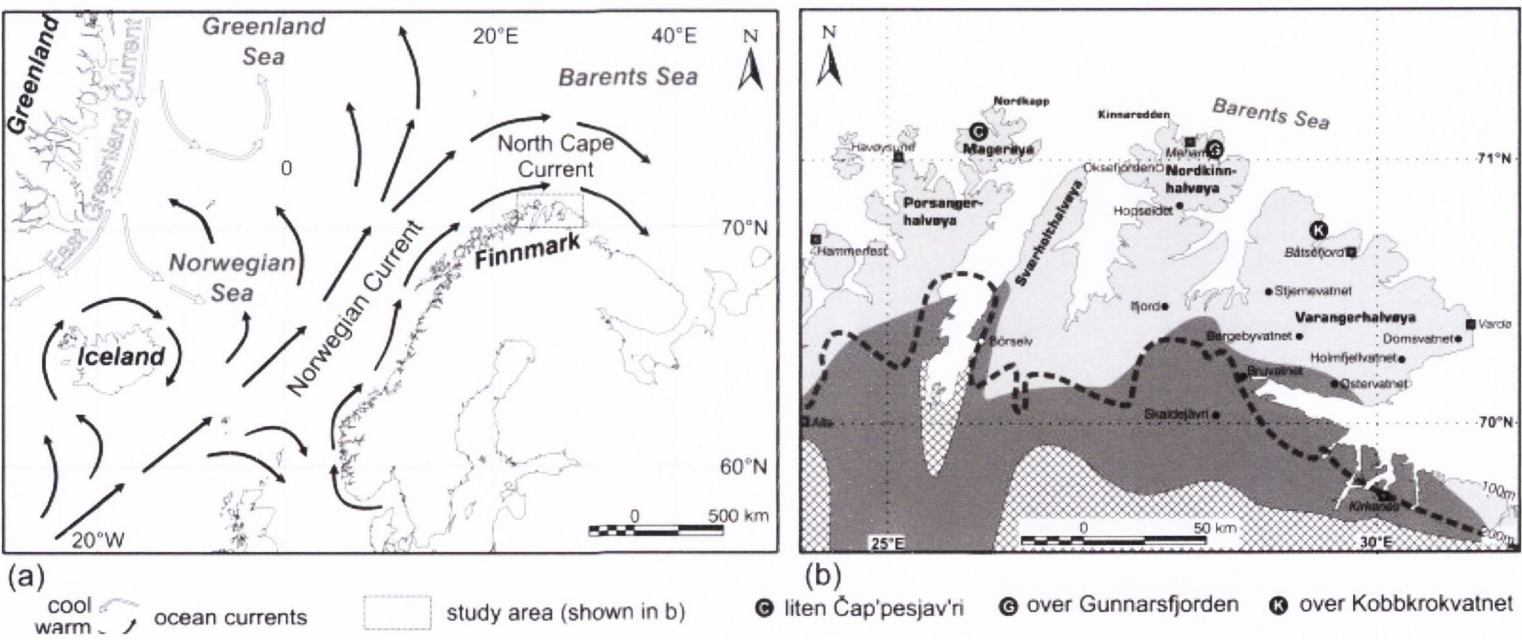 Greenland
Sea
20°E
40°E
N
Greenland
East Greenland Current
Barents Sea
North Cape
Current
0
70°N
Finnmark
Norwegian
Sea
Norwegian Current
Iceland
60°N
0
500 km
20°W
(a)
cool
warm
ocean currents
study area (shown in b)
N
Nordkapp
Kinnarodden
Barents Sea
C
Havøysund
Magerøya
Mehamn
G
71°N
Oksefjorden
Nordkinn-
halvøya
Porsanger-
halvøya
Hopseidet
Sværholthalvøya
K
Hammerfest
Båtsfjord
Stjernevatnet
Ifjord
Varangerhalvøya
Vardø
Bergebyvatnet
Domsvatnet
Børselv
Holmfjellvatnet
Bruvatnet
Østervatnet
Skaidejávri
Alta
70°N
100m
Kirkenes
200m
0
50 km
25°E
30°E
(b)
C liten Čap'pesjav'ri
G over Gunnarsfjorden
K over Kobbkrokvatnet